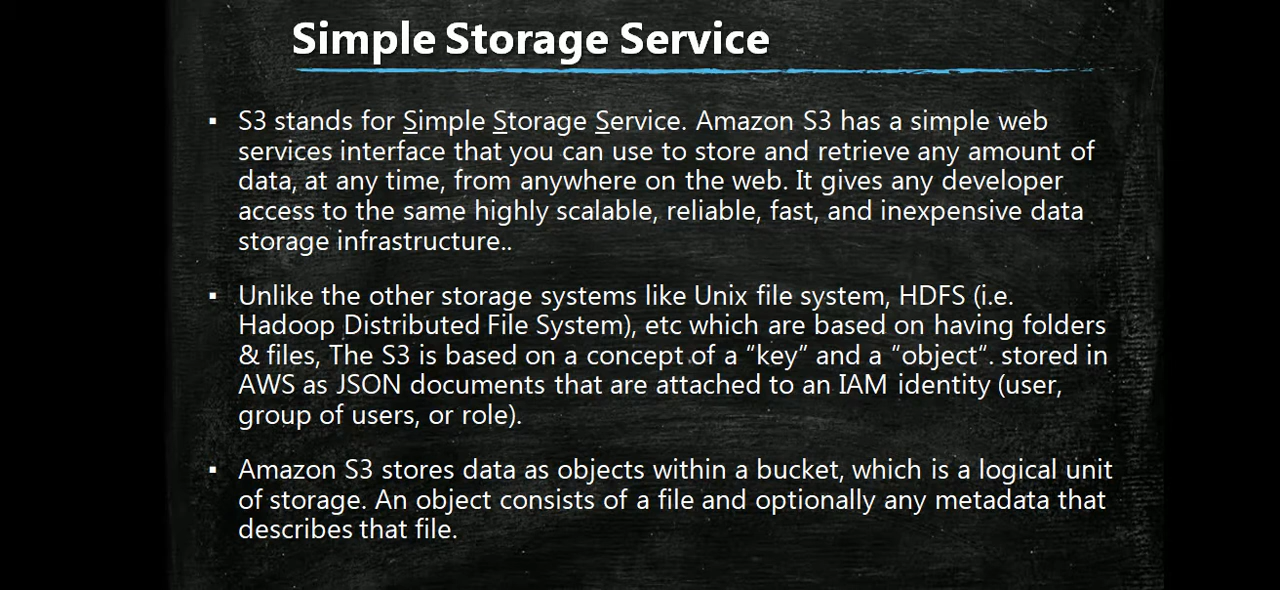 Simple Storage Service
▪ S3 stands for Simple Storage Service. Amazon S3 has a simple web
services interface that you can use to store and retrieve any amount of
data, at any time, from anywhere on the web. It gives any developer
access to the same highly scalable, reliable, fast, and inexpensive data
storage infrastructure..
▪ Unlike the other storage systems like Unix file system, HDFS (i.e.
Hadoop Distributed File System), etc which are based on having folders
& files, The S3 is based on a concept of a “key” and a “object“. stored in
AWS as JSON documents that are attached to an IAM identity (user,
group of users, or role).
▪ Amazon S3 stores data as objects within a bucket, which is a logical unit
of storage. An object consists of a file and optionally any metadata that
describes that file.